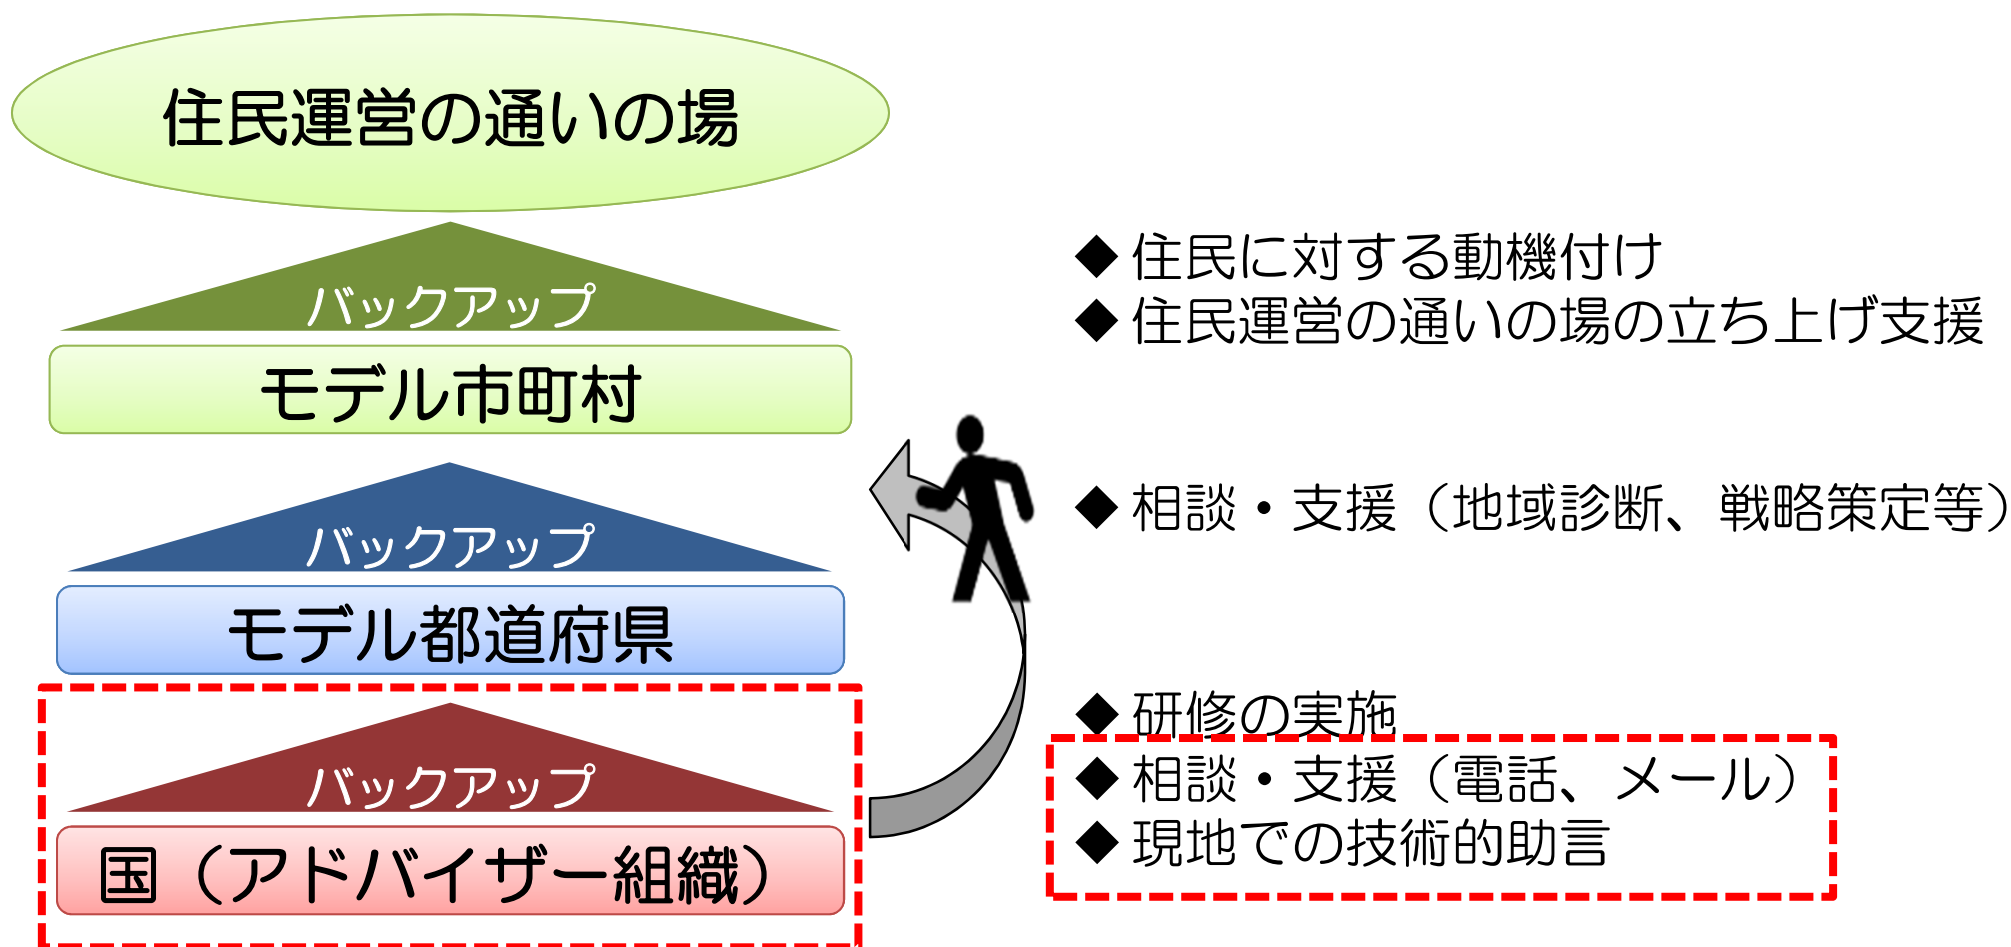 住民運営の通いの場
バックアップ
◆ 住民に対する動機付け
◆ 住民運営の通いの場の立ち上げ支援
モデル市町村
バックアップ
◆ 相談・支援（地域診断、戦略策定等）
モデル都道府県
バックアップ
◆ 研修の実施
◆ 相談・支援（電話、メール）
◆ 現地での技術的助言
国（アドバイザー組織）